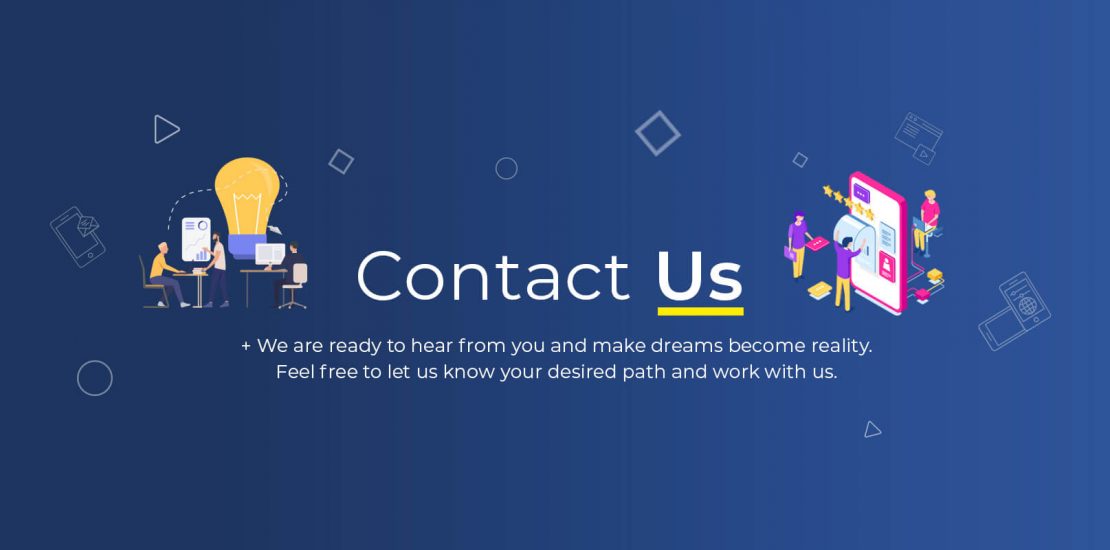 Contact Us
+ We are ready to hear from you and make dreams become reality.
Feel free to let us know your desired path and work with us.